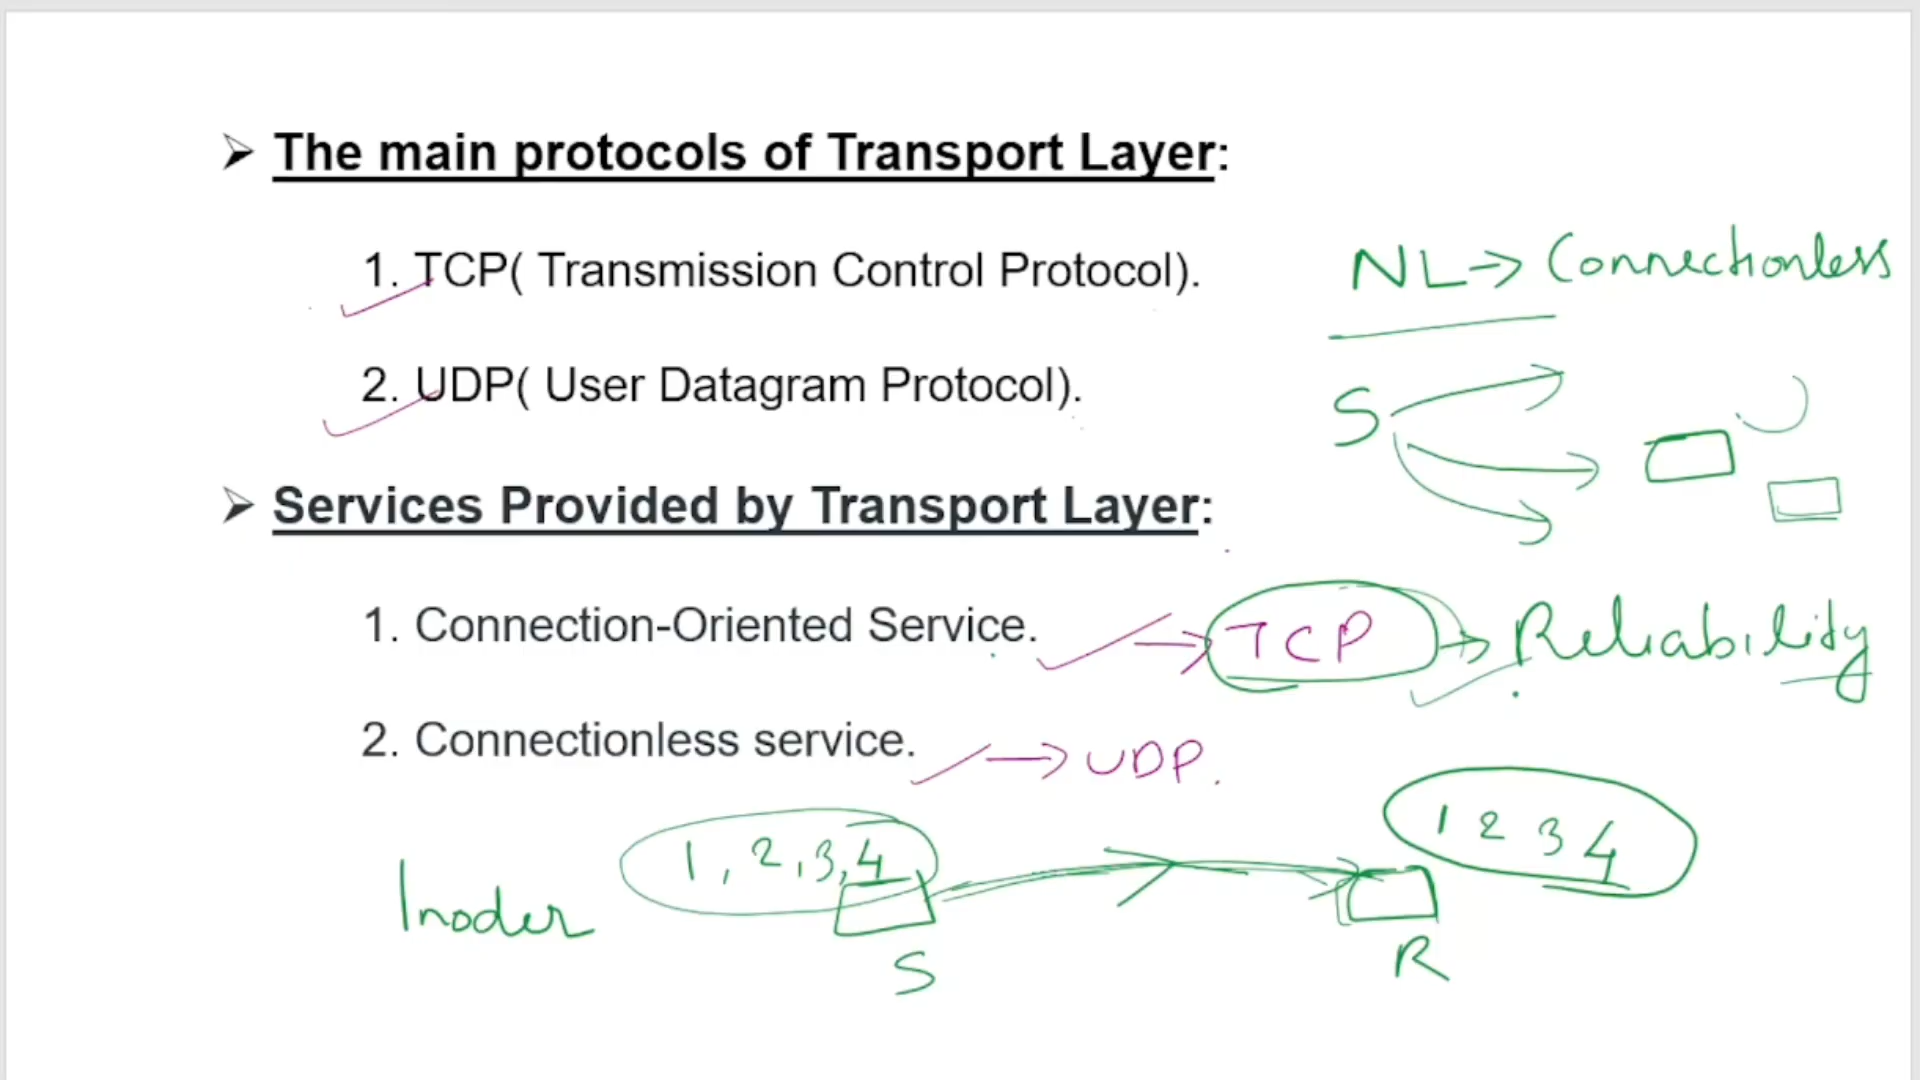 ➢ The main protocols of Transport Layer:
1. TCP( Transmission Control Protocol).
NL → Connectionless
2. UDP( User Datagram Protocol).
S
➢ Services Provided by Transport Layer:
1. Connection-Oriented Service. → TCP → Reliability
2. Connectionless service. → UDP.
1 2 3 4
Inoder 1, 2, 3, 4
S R